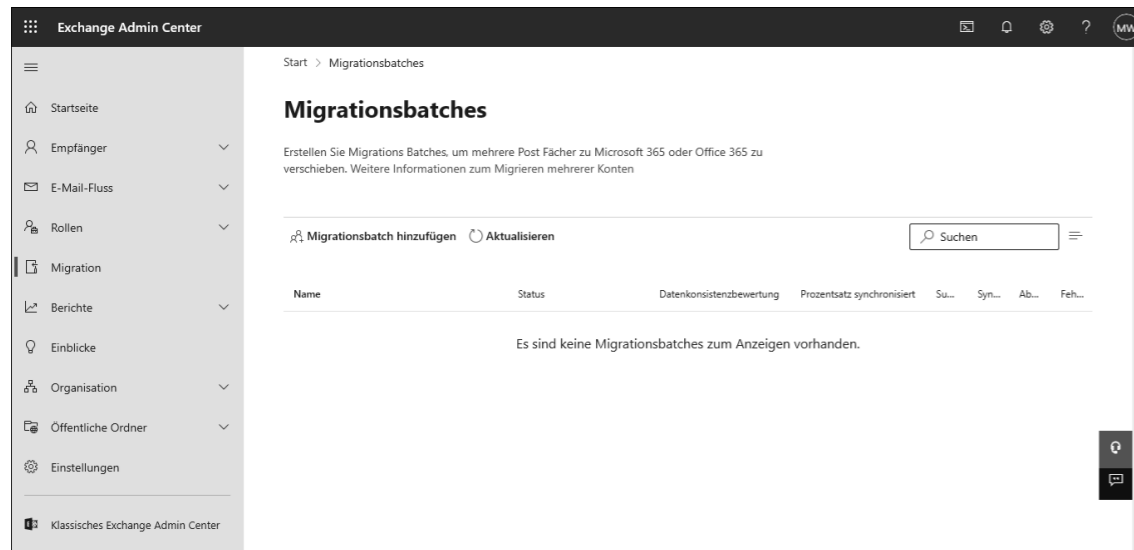 Exchange Admin Center
?
MW
Start > Migrationsbatches
Startseite
Empfänger
E-Mail-Fluss
Rollen
Migration
Berichte
Einblicke
Organisation
Öffentliche Ordner
Einstellungen
Klassisches Exchange Admin Center
Migrationsbatches
Erstellen Sie Migrations Batches, um mehrere Post Fächer zu Microsoft 365 oder Office 365 zu
verschieben. Weitere Informationen zum Migrieren mehrerer Konten
Migrationsbatch hinzufügen Aktualisieren Suchen
Name Status Datenkonsistenzbewertung Prozentsatz synchronisiert Su... Syn... Ab... Feh...
Es sind keine Migrationsbatches zum Anzeigen vorhanden.